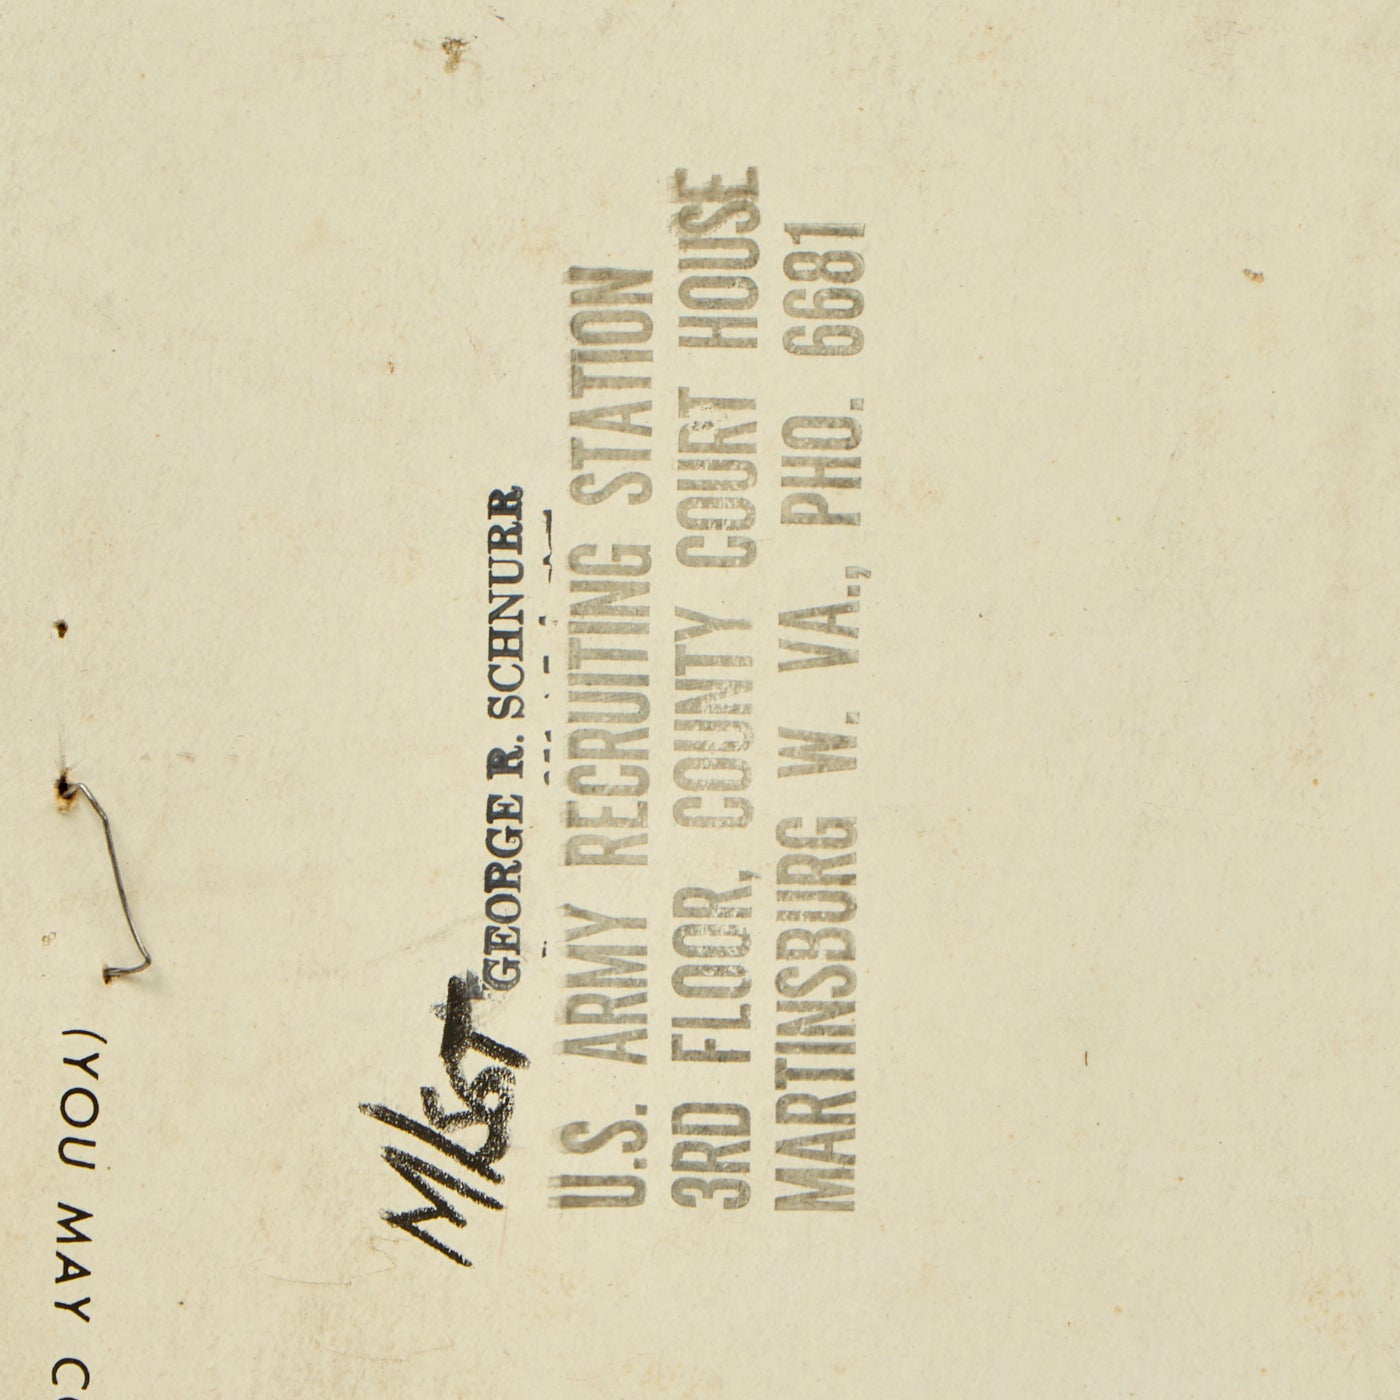 M/SGT GEORGE R. SCHNURR
U.S. ARMY RECRUITING STATION
3RD FLOOR, COUNTY COURT HOUSE
MARTINSBURG W. VA., PHO. 6681
(YOU MAY